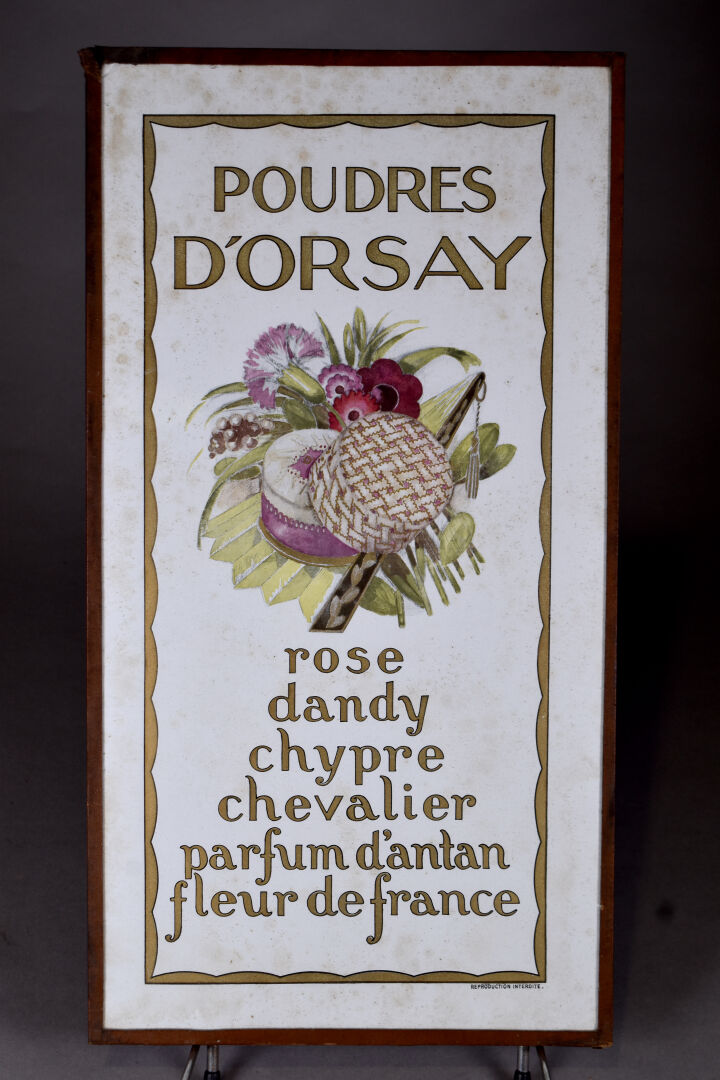 POUDRES
D'ORSAY
rose
dandy
chypre
chevalier
parfum d'antan
fleur de france
REPRODUCTION INTERDITE.